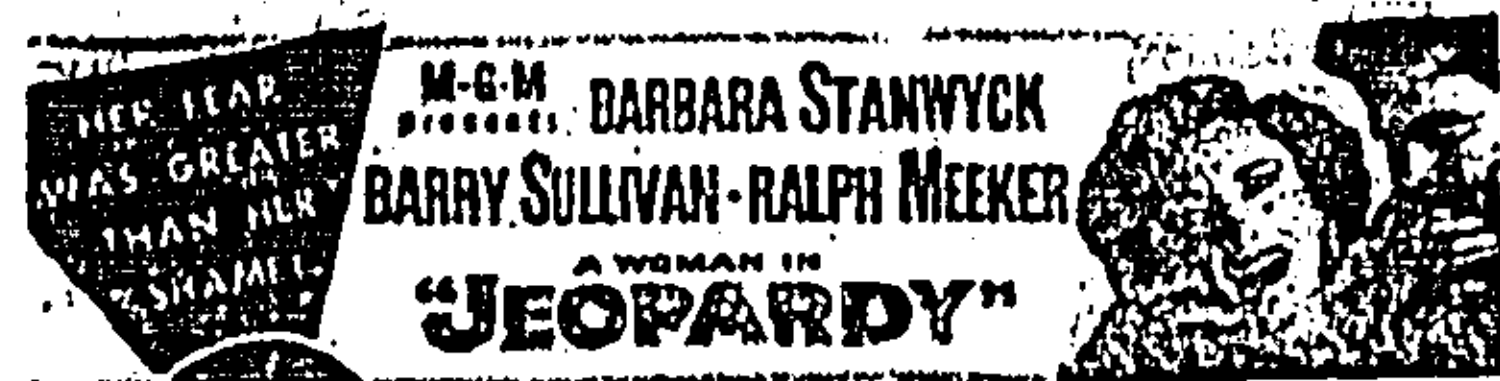 HER FEAR
WAS GREATER
THAN HER
SHAME!
M-G-M
presents
BARBARA STANWYCK
BARRY SULLIVAN · RALPH MEEKER
A WOMAN IN
"JEOPARDY"